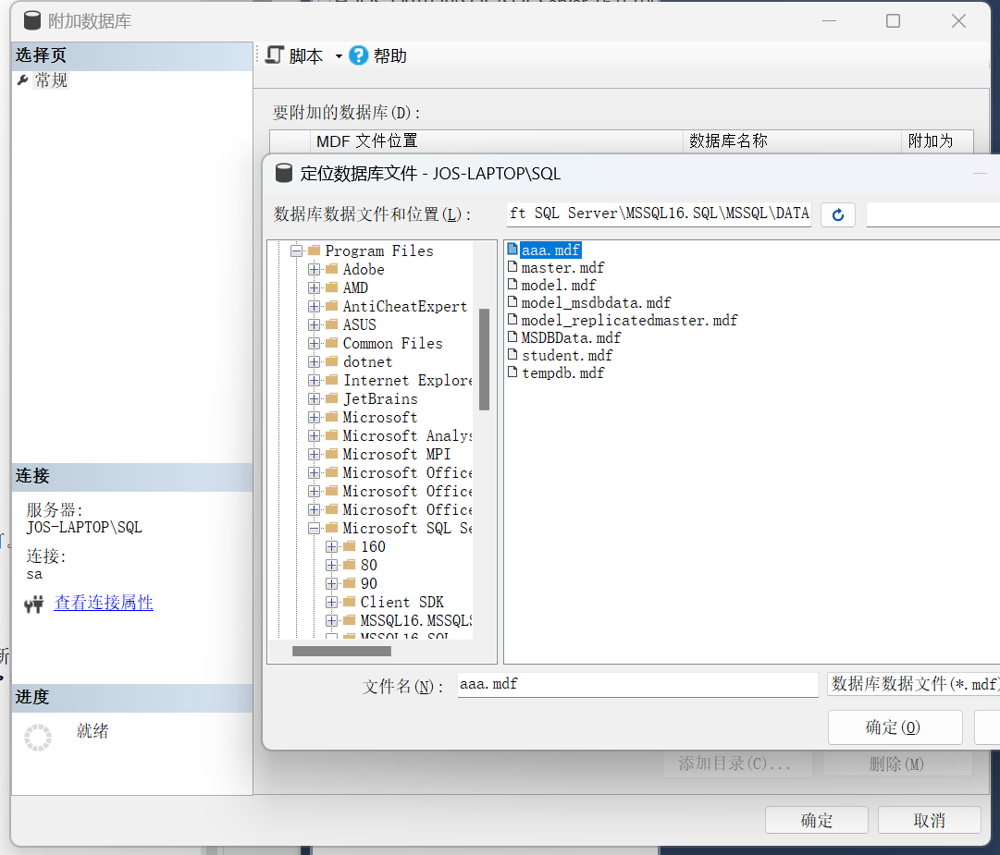 附加数据库
选择页
常规
脚本
帮助
要附加的数据库(D):
MDF 文件位置
数据库名称
附加为
定位数据库文件 - JOS-LAPTOP\SQL
数据库数据文件和位置(L):
ft SQL Server\MSSQL16.SQL\MSSQL\DATA
Program Files
Adobe
AMD
AntiCheatExpert
ASUS
Common Files
dotnet
Internet Explore
JetBrains
Microsoft
Microsoft Analys
Microsoft MPI
Microsoft Office
Microsoft Office
Microsoft Office
Microsoft SQL Se
160
80
90
Client SDK
MSSQL16.MSSQLS
MSSQL16.SQL
aaa.mdf
master.mdf
model.mdf
model_msdbdata.mdf
model_replicatedmaster.mdf
MSDBData.mdf
student.mdf
tempdb.mdf
文件名(N):
aaa.mdf
数据库数据文件(*.mdf)
确定(O)
连接
服务器:
JOS-LAPTOP\SQL
连接:
sa
查看连接属性
进度
就绪
添加目录(C)...
删除(M)
确定
取消